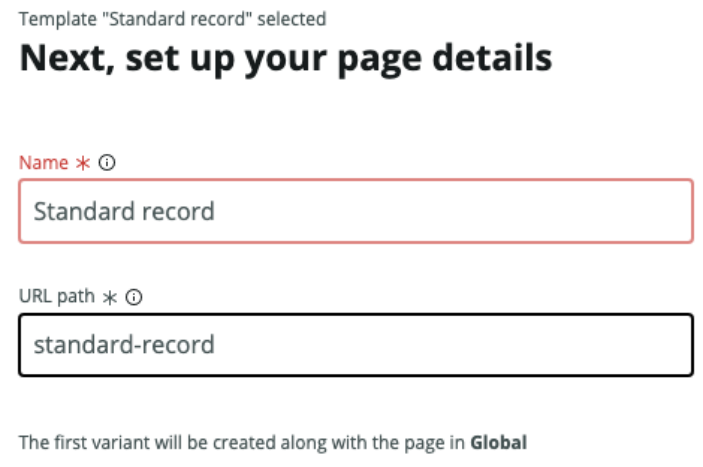 Template "Standard record" selected
Next, set up your page details
Name *
Standard record
URL path *
standard-record
The first variant will be created along with the page in Global